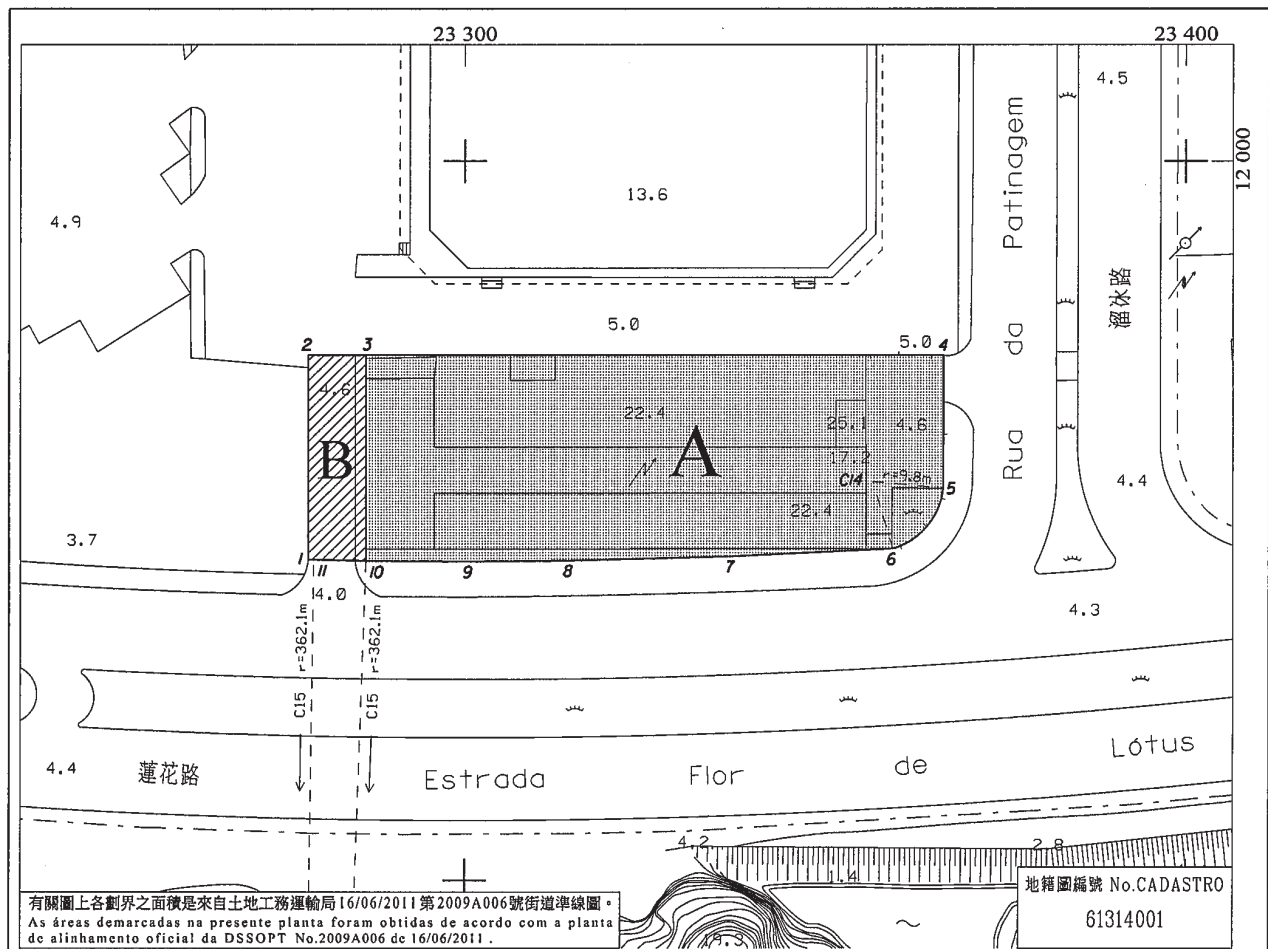 23 300
23 400
12 000
4.5
Rua da Patinagem
溜冰路
13.6
4.9
5.0
5.0
2
3
4
4.6
22.4
25.1
4.6
B
A
17.2
C14
r=9.8m
5
4.4
22.4
3.7
1
11
10
9
8
7
6
4.0
4.3
r=362.1m
r=362.1m
C15
C15
4.4
蓮花路
Estrada Flor de Lótus
4.2
2.8
1.4
19.3
有關圖上各劃界之面積是來自土地工務運輸局16/06/2011第2009A006號街道準線圖。
As áreas demarcadas na presente planta foram obtidas de acordo com a planta
de alinhamento oficial da DSSOPT No.2009A006 de 16/06/2011.
地籍圖編號 No.CADASTRO
61314001